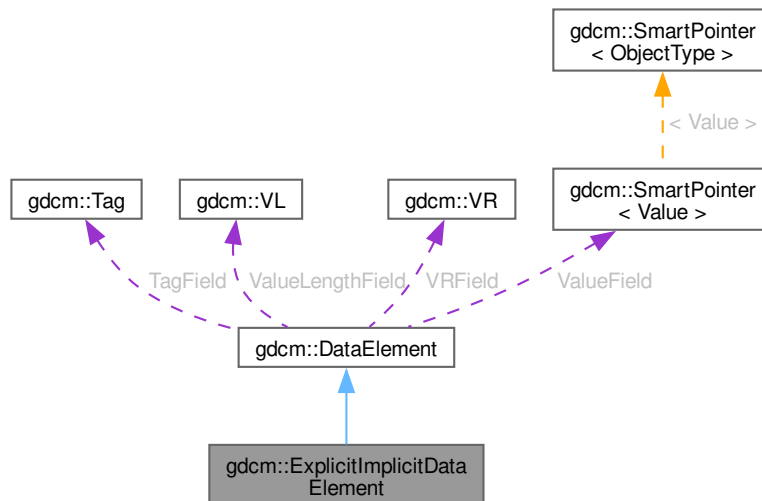 gdcm::SmartPointer
< ObjectType >
< Value >
gdcm::Tag
gdcm::VL
gdcm::VR
gdcm::SmartPointer
< Value >
TagField
ValueLengthField
VRField
ValueField
gdcm::DataElement
gdcm::ExplicitImplicitData
Element